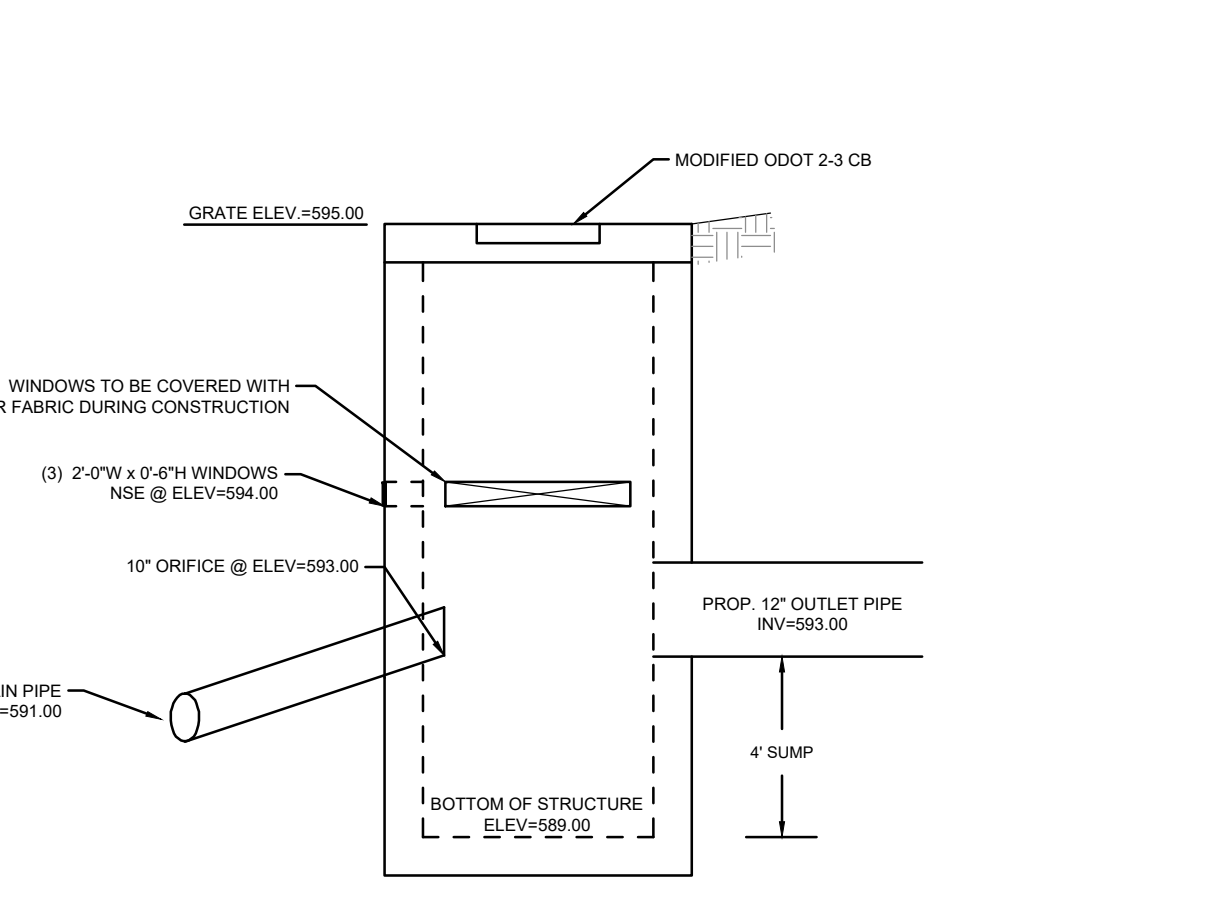 MODIFIED ODOT 2-3 CB
GRATE ELEV.=595.00
WINDOWS TO BE COVERED WITH
R FABRIC DURING CONSTRUCTION
(3) 2'-0"W x 0'-6"H WINDOWS
NSE @ ELEV=594.00
10" ORIFICE @ ELEV=593.00
PROP. 12" OUTLET PIPE
INV=593.00
IN PIPE
=591.00
4' SUMP
BOTTOM OF STRUCTURE
ELEV=589.00